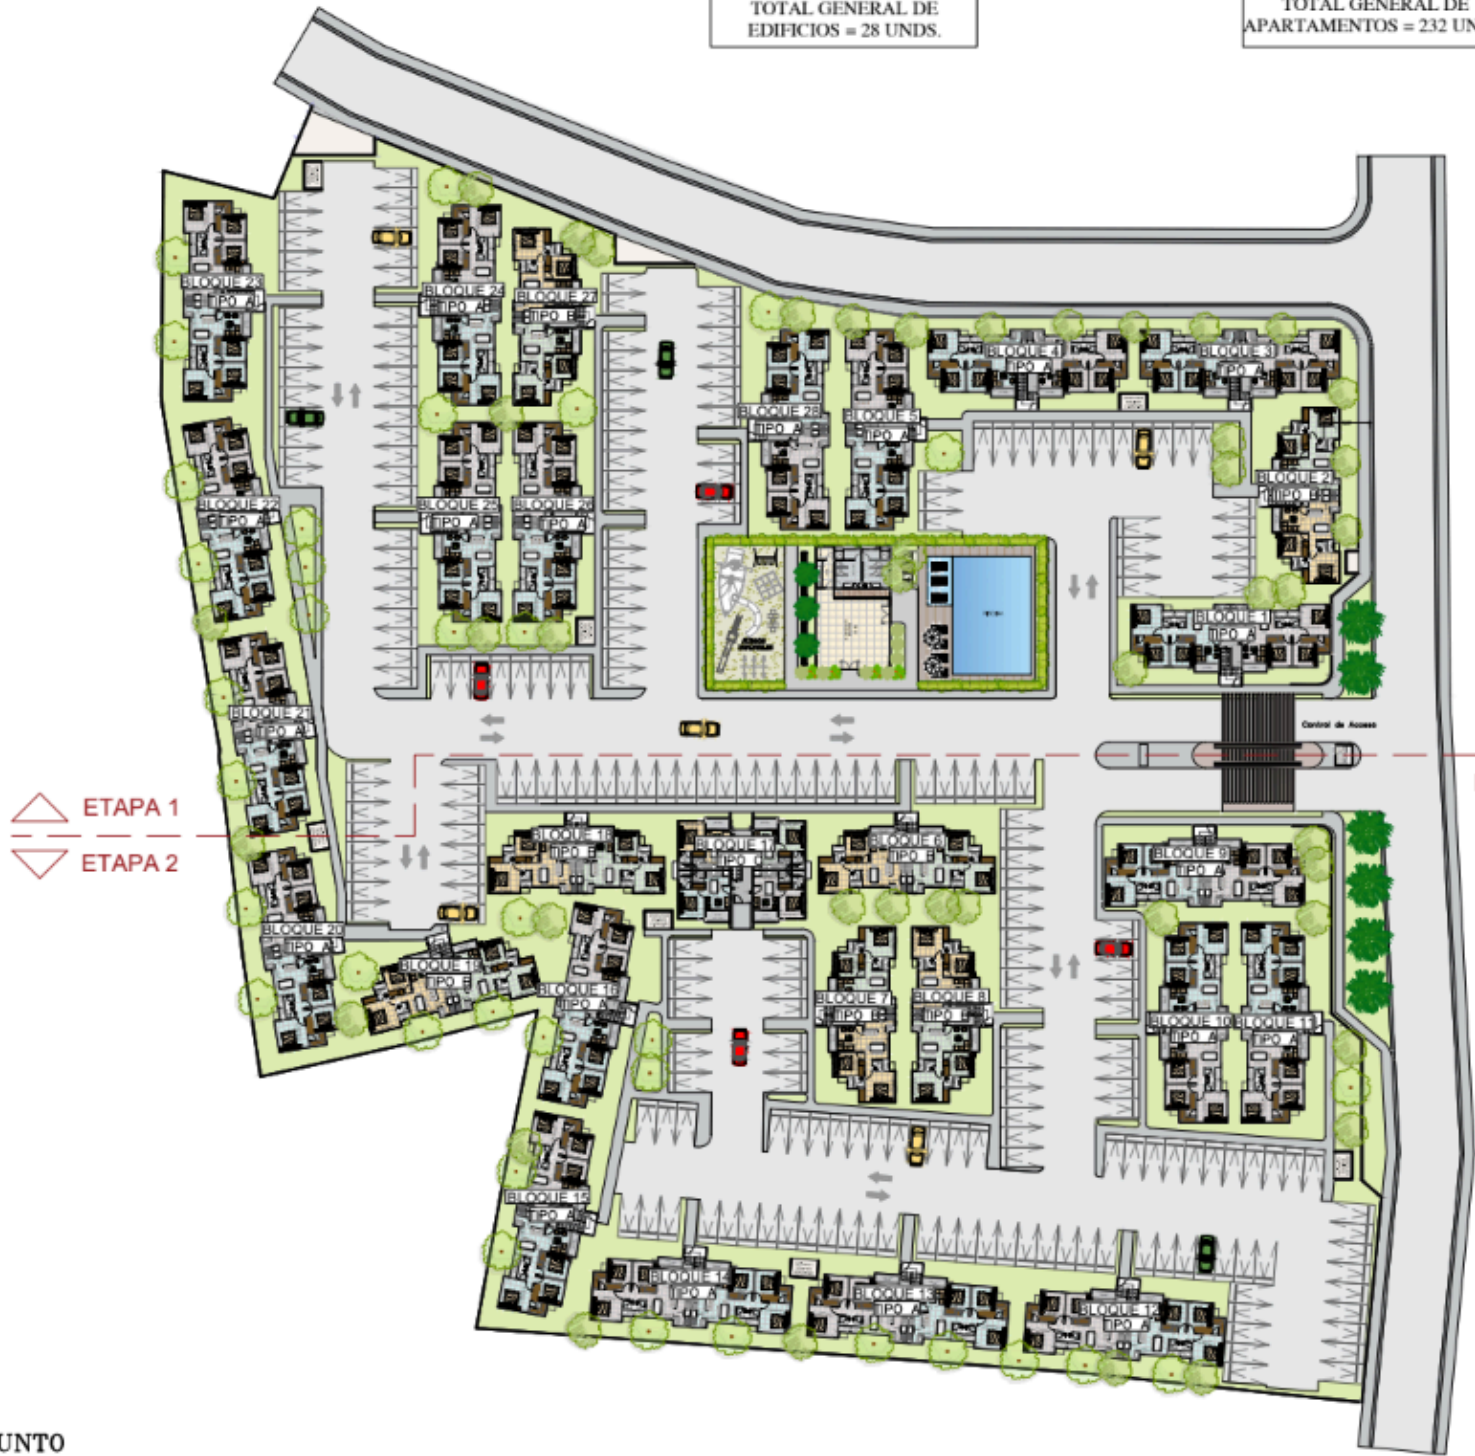 TOTAL GENERAL DE
EDIFICIOS = 28 UNDS.
TOTAL GENERAL DE
APARTAMENTOS = 232 UN
BLOQUE 23
TIPO A
BLOQUE 24
TIPO A
BLOQUE 27
TIPO B
BLOQUE 4
TIPO A
BLOQUE 3
TIPO A
BLOQUE 28
TIPO A
BLOQUE 5
TIPO A
BLOQUE 2
TIPO B
BLOQUE 22
TIPO A
BLOQUE 25
TIPO A
BLOQUE 26
TIPO A
BLOQUE 1
TIPO A
BLOQUE 21
TIPO A
Control de Acceso
ETAPA 1
ETAPA 2
BLOQUE 18
TIPO B
BLOQUE 17
TIPO C
BLOQUE 6
TIPO B
BLOQUE 9
TIPO A
BLOQUE 20
TIPO A
BLOQUE 19
TIPO B
BLOQUE 16
TIPO A
BLOQUE 7
TIPO B
BLOQUE 8
TIPO B
BLOQUE 10
TIPO A
BLOQUE 11
TIPO A
BLOQUE 15
TIPO A
BLOQUE 14
TIPO A
BLOQUE 13
TIPO A
BLOQUE 12
TIPO A
UNTO